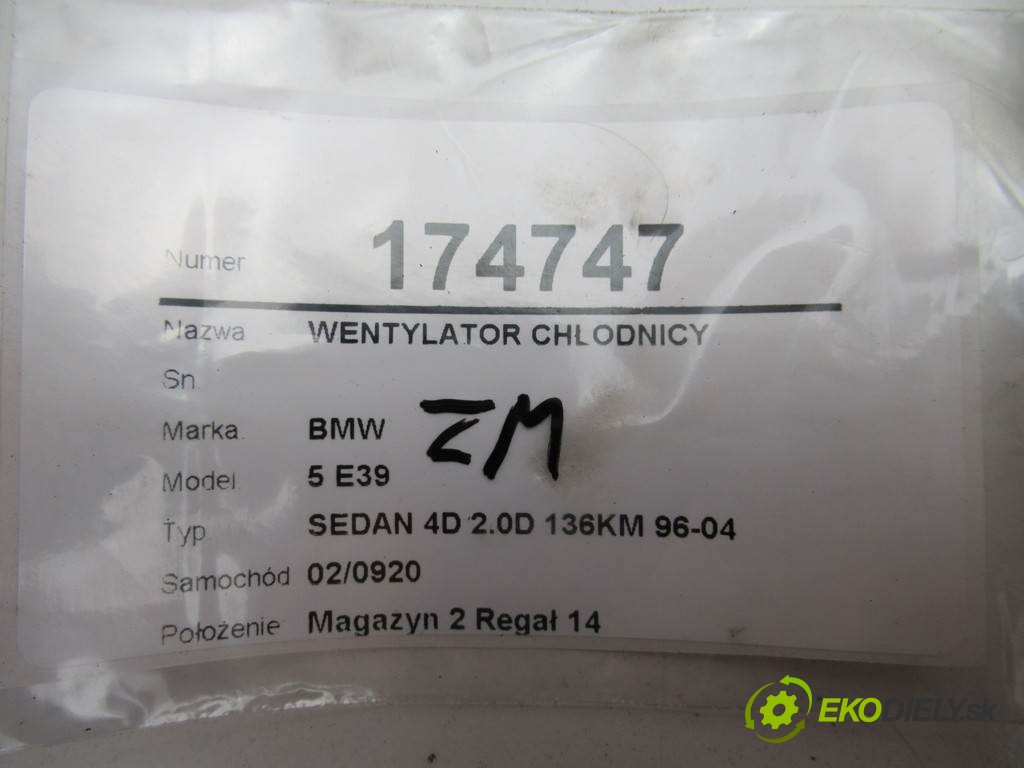 Numer 174747
Nazwa WENTYLATOR CHŁODNICY
Sn.
Marka. BMW ZM
Model. 5 E39
Typ. SEDAN 4D 2.0D 136KM 96-04
Samochód 02/0920
Położenie Magazyn 2 Regał 14
EKODIELY.sk